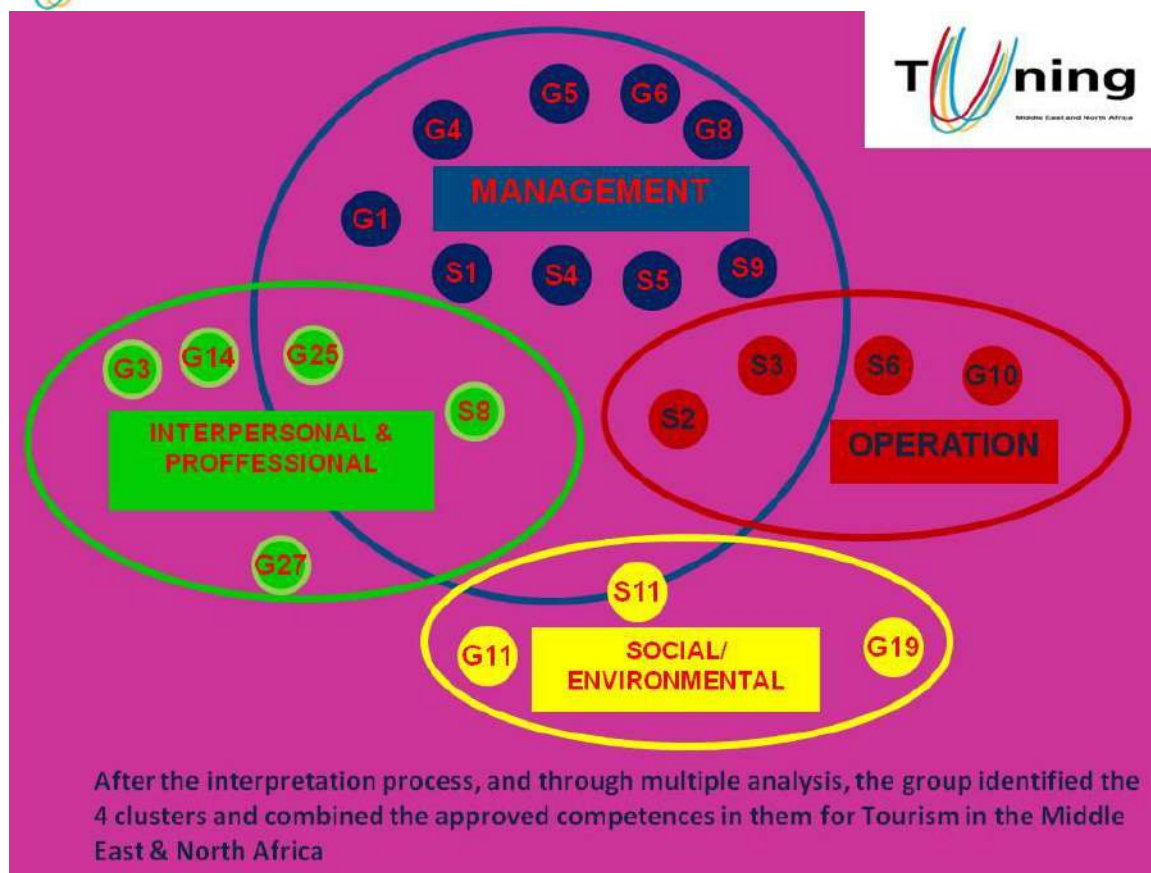 Tuning
Middle East and North Africa
G5 G6
G4 G8
MANAGEMENT
G1
S1 S4 S5 S9
G3 G14 G25
S8
INTERPERSONAL &
PROFFESSIONAL
G27
S3 S6 G10
S2
OPERATION
S11
G11 G19
SOCIAL/
ENVIRONMENTAL
After the interpretation process, and through multiple analysis, the group identified the
4 clusters and combined the approved competences in them for Tourism in the Middle
East & North Africa